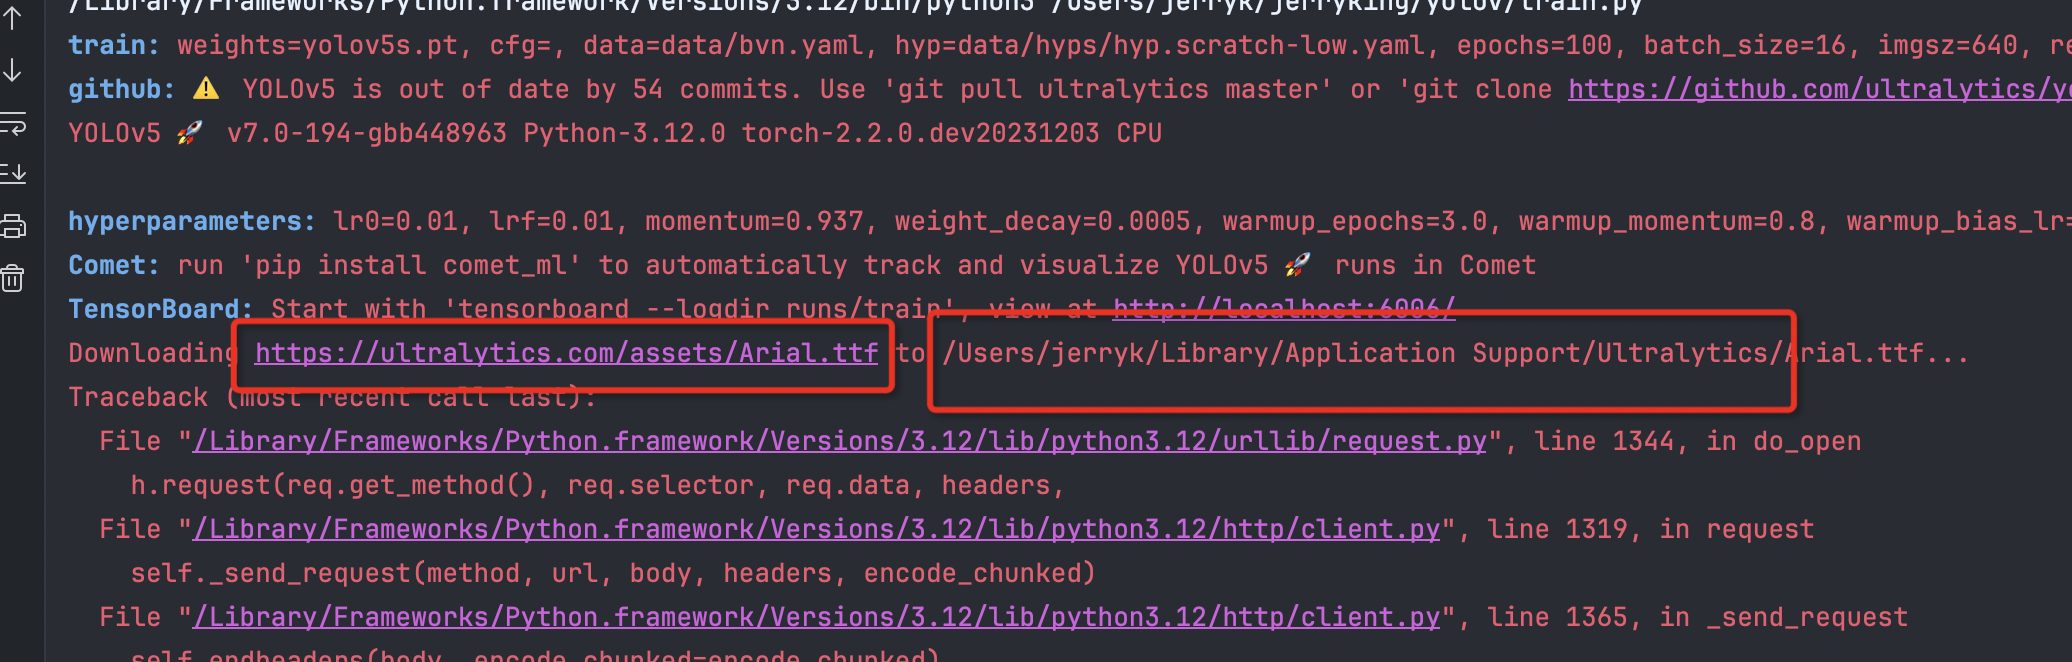 /Library/Frameworks/Python.framework/Versions/3.12/bin/python3 /Users/jerryk/jerryking/yolov/train.py
train: weights=yolov5s.pt, cfg=, data=data/bvn.yaml, hyp=data/hyps/hyp.scratch-low.yaml, epochs=100, batch_size=16, imgsz=640, re
github: ⚠️ YOLOv5 is out of date by 54 commits. Use 'git pull ultralytics master' or 'git clone https://github.com/ultralytics/yo
YOLOv5 🚀 v7.0-194-gbb448963 Python-3.12.0 torch-2.2.0.dev20231203 CPU
hyperparameters: lr0=0.01, lrf=0.01, momentum=0.937, weight_decay=0.0005, warmup_epochs=3.0, warmup_momentum=0.8, warmup_bias_lr=
Comet: run 'pip install comet_ml' to automatically track and visualize YOLOv5 🚀 runs in Comet
TensorBoard: Start with 'tensorboard --logdir runs/train', view at http://localhost:6006/
Downloading https://ultralytics.com/assets/Arial.ttf to /Users/jerryk/Library/Application Support/Ultralytics/Arial.ttf...
Traceback (most recent call last):
File "/Library/Frameworks/Python.framework/Versions/3.12/lib/python3.12/urllib/request.py", line 1344, in do_open
h.request(req.get_method(), req.selector, req.data, headers,
File "/Library/Frameworks/Python.framework/Versions/3.12/lib/python3.12/http/client.py", line 1319, in request
self._send_request(method, url, body, headers, encode_chunked)
File "/Library/Frameworks/Python.framework/Versions/3.12/lib/python3.12/http/client.py", line 1365, in _send_request
self.endheaders(body, encode_chunked=encode_chunked)